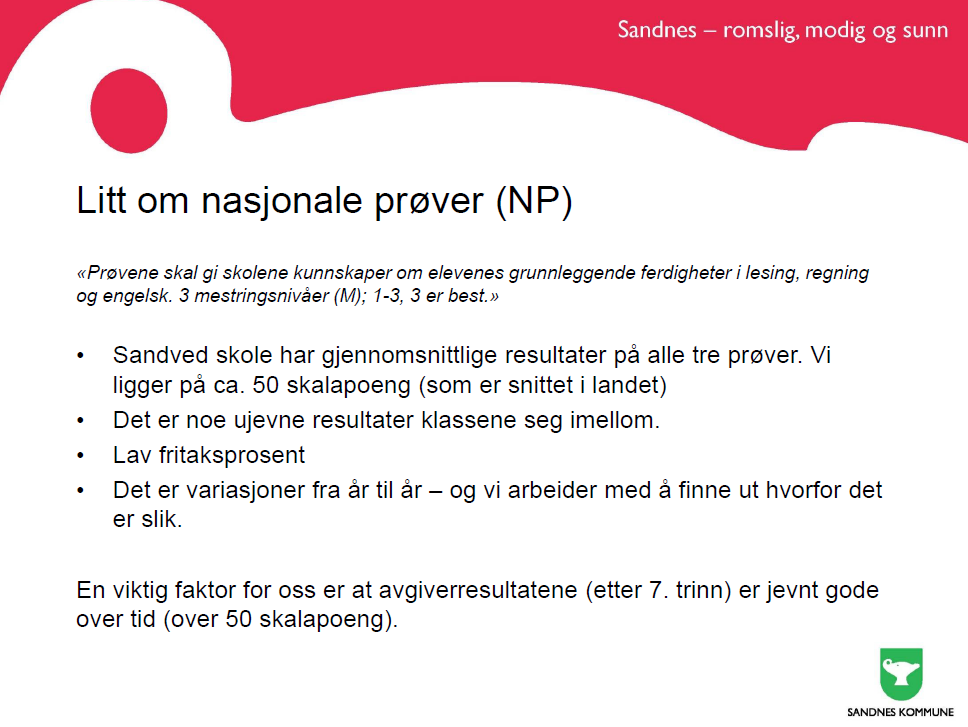 Sandnes – romslig, modig og sunn
Litt om nasjonale prøver (NP)
«Prøvene skal gi skolene kunnskaper om elevenes grunnleggende ferdigheter i lesing, regning
og engelsk. 3 mestringsnivåer (M); 1-3, 3 er best.»
• Sandved skole har gjennomsnittlige resultater på alle tre prøver. Vi
ligger på ca. 50 skalapoeng (som er snittet i landet)
• Det er noe ujevne resultater klassene seg imellom.
• Lav fritaksprosent
• Det er variasjoner fra år til år – og vi arbeider med å finne ut hvorfor det
er slik.
En viktig faktor for oss er at avgiverresultatene (etter 7. trinn) er jevnt gode
over tid (over 50 skalapoeng).
SANDNES KOMMUNE